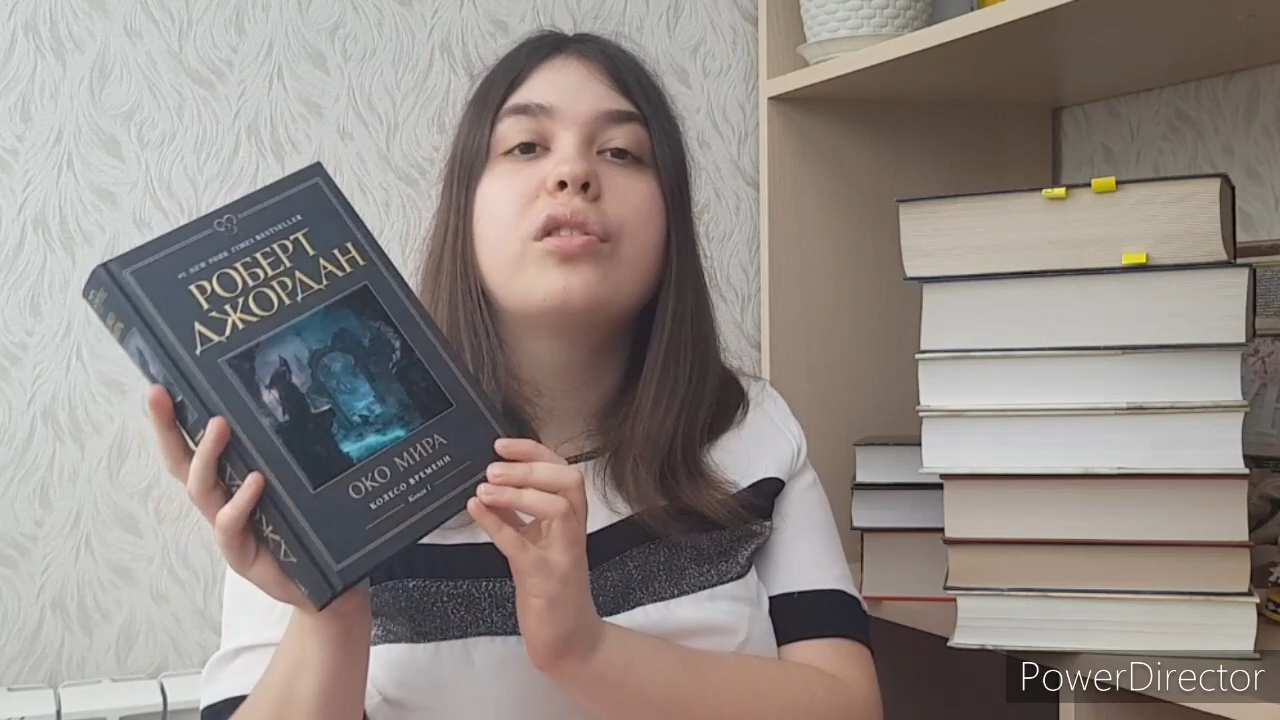 #1 NEW YORK TIMES BESTSELLER
РОБЕРТ
ДЖОРДАН
ОКО МИРА
КОЛЕСО ВРЕМЕНИ
Книга 1
PowerDirector